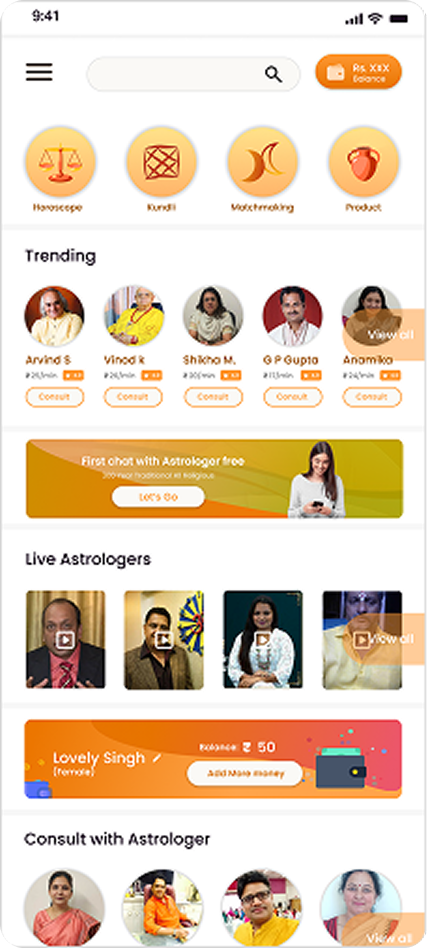 9:41
Rs. XXX
Balance
Horoscope
Kundli
Matchmaking
Product
Trending
View all
Arvind S
Vinod k
Shikha M.
G P Gupta
Anamika
Consult
Consult
Consult
Consult
Consult
First chat with Astrologer free
Let's Go
Live Astrologers
View all
Lovely Singh
(Female)
Balance: ₹ 50
Add More money
Consult with Astrologer
View all